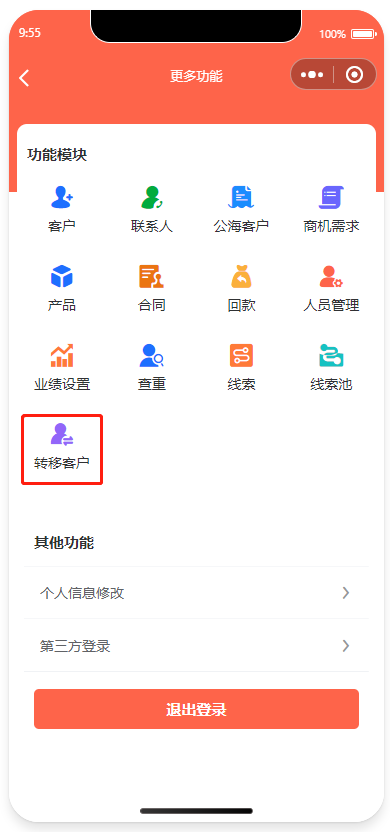 9:55
100%
更多功能
功能模块
客户 联系人 公海客户 商机需求
产品 合同 回款 人员管理
业绩设置 查重 线索 线索池
转移客户
其他功能
个人信息修改
第三方登录
退出登录